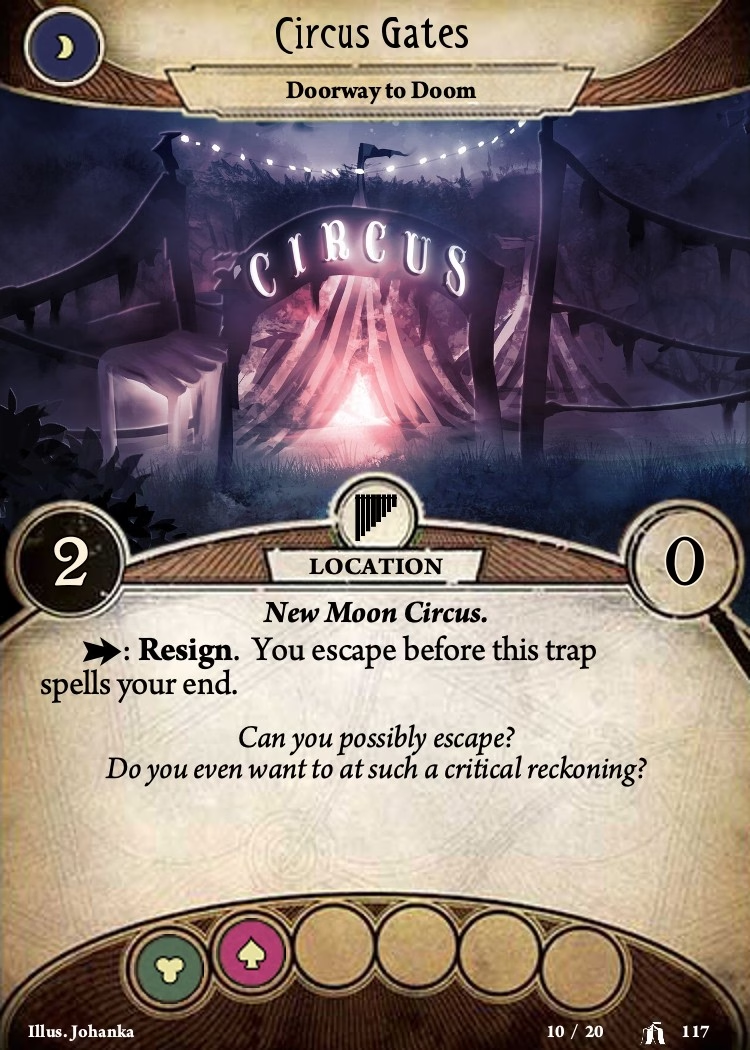 Circus Gates
Doorway to Doom
CIRCUS
2
LOCATION
0
New Moon Circus.
: Resign. You escape before this trap
spells your end.
Can you possibly escape?
Do you even want to at such a critical reckoning?
Illus. Johanka
10 / 20
117